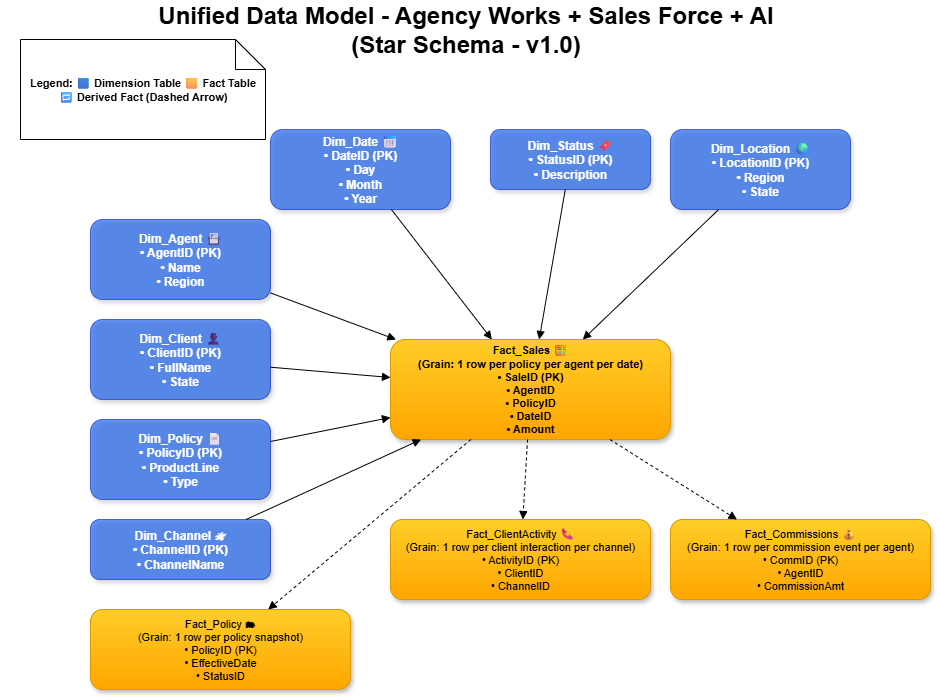 Unified Data Model - Agency Works + Sales Force + AI
(Star Schema - v1.0)
Legend: 🟦 Dimension Table 🟧 Fact Table
🔁 Derived Fact (Dashed Arrow)
Dim_Date 📅
• DateID (PK)
• Day
• Month
• Year
Dim_Status 📌
• StatusID (PK)
• Description
Dim_Location 🌍
• LocationID (PK)
• Region
• State
Dim_Agent
• AgentID (PK)
• Name
• Region
Dim_Client 👤
• ClientID (PK)
• FullName
• State
Dim_Policy 📄
• PolicyID (PK)
• ProductLine
• Type
Dim_Channel
• ChannelID (PK)
• ChannelName
Fact_Sales
(Grain: 1 row per policy per agent per date)
• SaleID (PK)
• AgentID
• PolicyID
• DateID
• Amount
Fact_ClientActivity 📞
(Grain: 1 row per client interaction per channel)
• ActivityID (PK)
• ClientID
• ChannelID
Fact_Commissions 💰
(Grain: 1 row per commission event per agent)
• CommID (PK)
• AgentID
• CommissionAmt
Fact_Policy
(Grain: 1 row per policy snapshot)
• PolicyID (PK)
• EffectiveDate
• StatusID